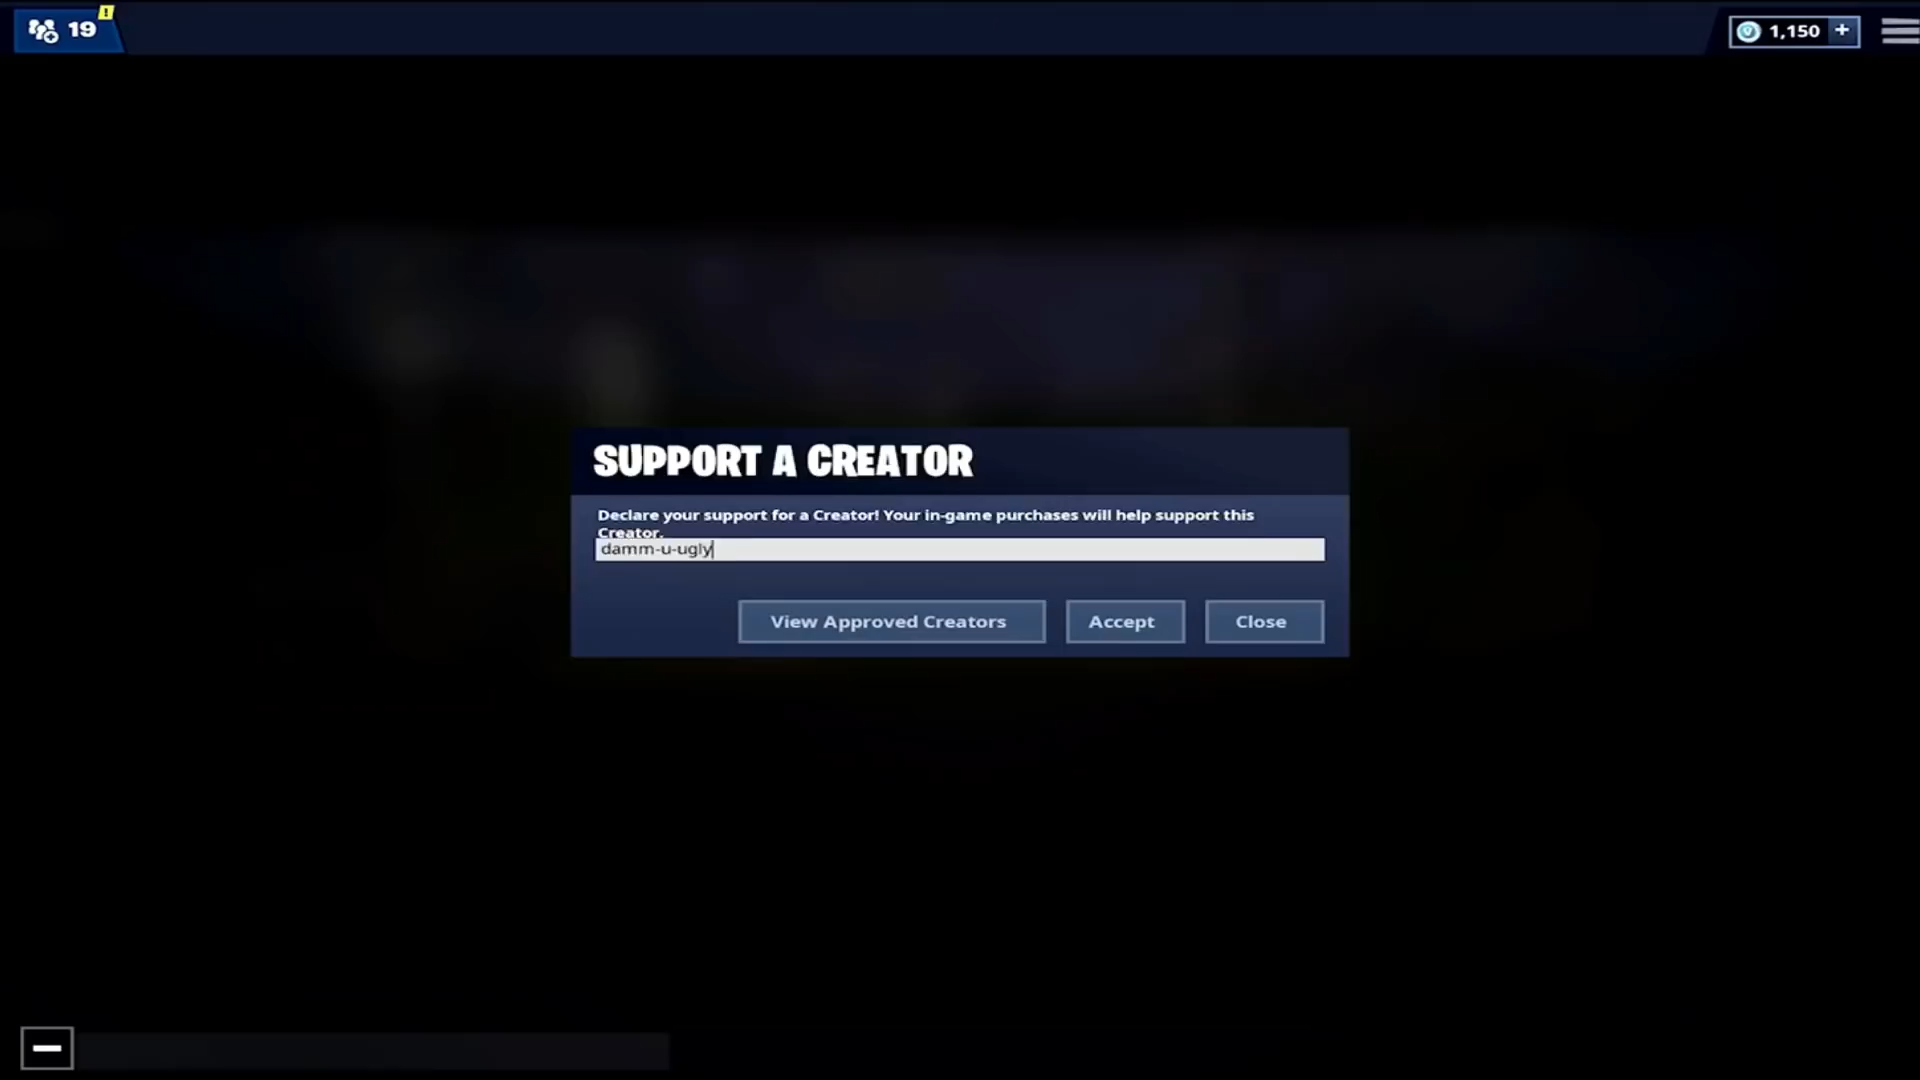 19 !
1,150 +
SUPPORT A CREATOR
Declare your support for a Creator! Your in-game purchases will help support this
Creator.
damm-u-ugly
View Approved Creators Accept Close